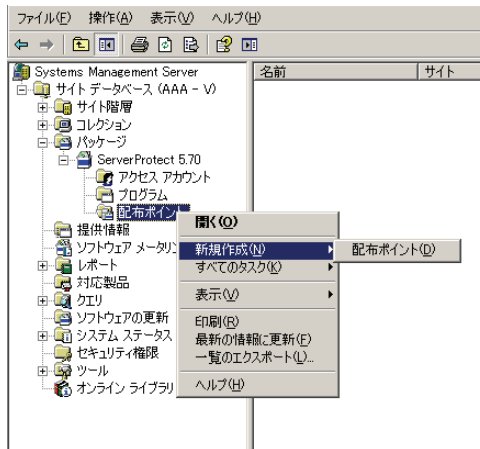 ファイル(F) 操作(A) 表示(V) ヘルプ(H)
Systems Management Server
名前 サイト
サイト データベース (AAA - V)
サイト階層
コレクション
パッケージ
ServerProtect 5.70
アクセス アカウント
プログラム
配布ポイント
開く(O)
提供情報
ソフトウェア メータリン
新規作成(N) 配布ポイント(D)
すべてのタスク(K)
レポート
対応製品
表示(V)
クエリ
ソフトウェアの更新
印刷(R)
システム ステータス
最新の情報に更新(F)
セキュリティ権限
一覧のエクスポート(L)...
ツール
オンライン ライブラリ
ヘルプ(H)